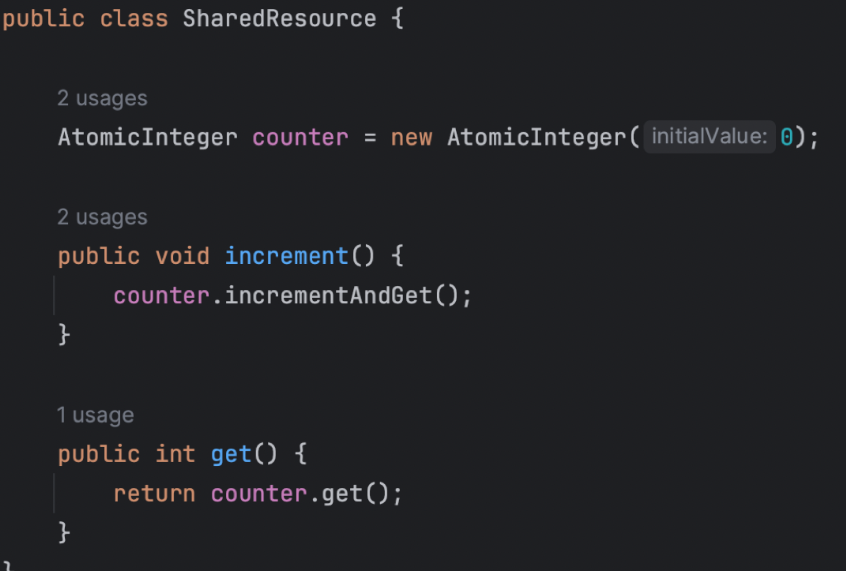 public class SharedResource {
2 usages
AtomicInteger counter = new AtomicInteger( initialValue: 0);
2 usages
public void increment() {
counter.incrementAndGet();
}
1 usage
public int get() {
return counter.get();
}
}